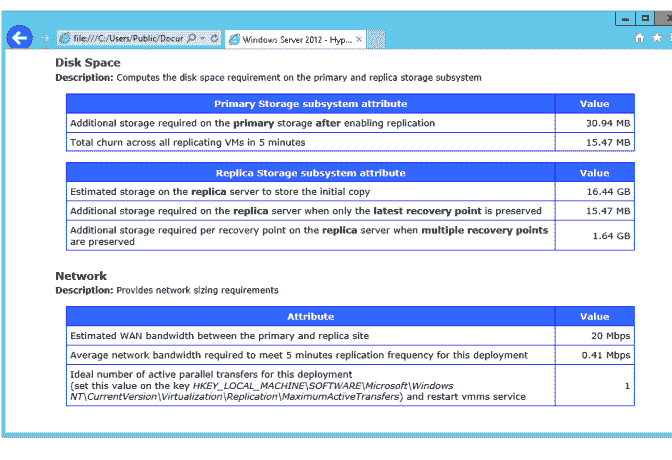 file:///C:/Users/Public/Docur
Windows Server 2012 - Hyp...
Disk Space
Description: Computes the disk space requirement on the primary and replica storage subsystem
Primary Storage subsystem attribute Value
Additional storage required on the primary storage after enabling replication 30.94 MB
Total churn across all replicating VMs in 5 minutes 15.47 MB
Replica Storage subsystem attribute Value
Estimated storage on the replica server to store the initial copy 16.44 GB
Additional storage required on the replica server when only the latest recovery point is preserved 15.47 MB
Additional storage required per recovery point on the replica server when multiple recovery points
are preserved 1.64 GB
Network
Description: Provides network sizing requirements
Attribute Value
Estimated WAN bandwidth between the primary and replica site 20 Mbps
Average network bandwidth required to meet 5 minutes replication frequency for this deployment 0.41 Mbps
Ideal number of active parallel transfers for this deployment
(set this value on the key HKEY_LOCAL_MACHINE\SOFTWARE\Microsoft\Windows 1
NT\CurrentVersion\Virtualization\Replication\MaximumActiveTransfers) and restart vmms service